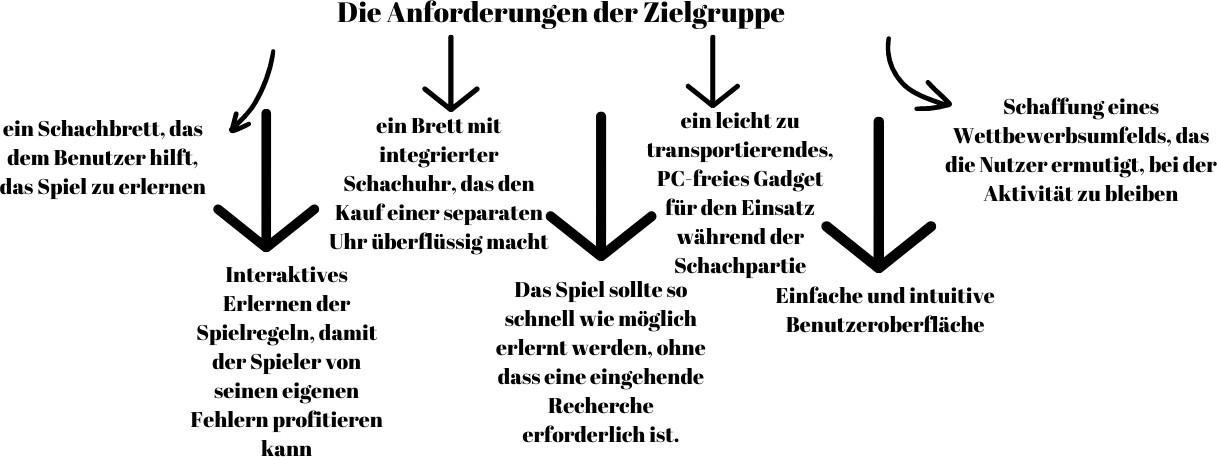 Die Anforderungen der Zielgruppe
ein Schachbrett, das
dem Benutzer hilft,
das Spiel zu erlernen
Interaktives
Erlernen der
Spielregeln, damit
der Spieler von
seinen eigenen
Fehlern profitieren
kann
ein Brett mit
integrierter
Schachuhr, das den
Kauf einer separaten
Uhr überflüssig macht
Das Spiel sollte so
schnell wie möglich
erlernt werden, ohne
dass eine eingehende
Recherche
erforderlich ist.
ein leicht zu
transportierendes,
PC-freies Gadget
für den Einsatz
während der
Schachpartie
Einfache und intuitive
Benutzeroberfläche
Schaffung eines
Wettbewerbsumfelds, das
die Nutzer ermutigt, bei der
Aktivität zu bleiben